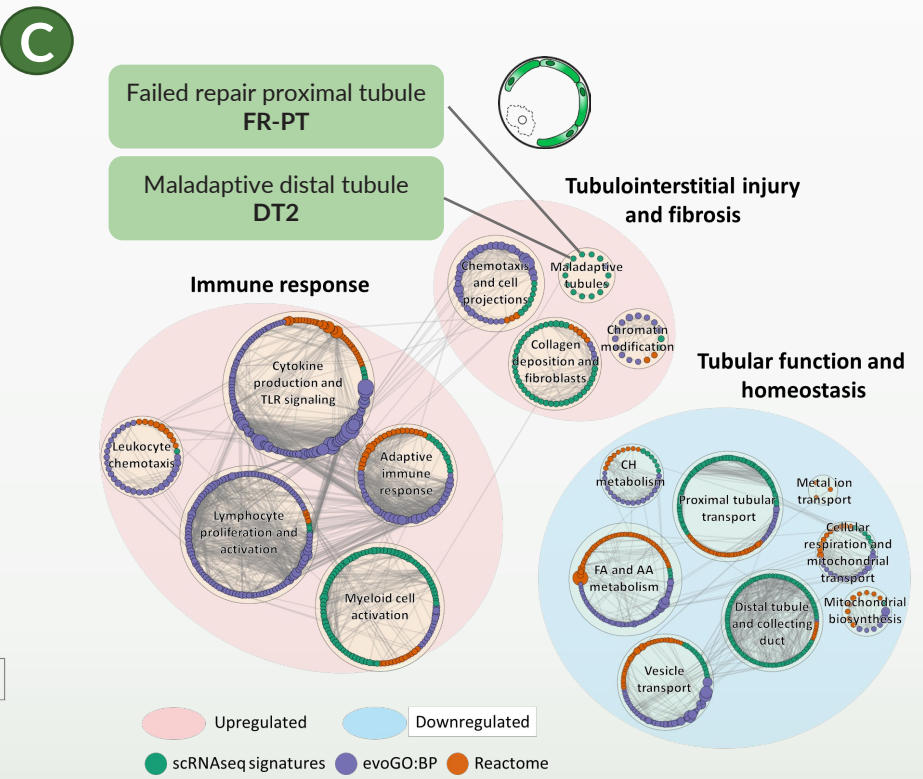 C
Failed repair proximal tubule
FR-PT
Maladaptive distal tubule
DT2
Tubulointerstitial injury
and fibrosis
Immune response
Chemotaxis
and cell
projections
Maladaptive
tubules
Chromatin
modification
Collagen
deposition and
fibroblasts
Cytokine
production and
TLR signaling
Leukocyte
chemotaxis
Adaptive
immune
response
Lymphocyte
proliferation and
activation
Myeloid cell
activation
Tubular function and
homeostasis
CH
metabolism
Proximal tubular
transport
Metal ion
transport
Cellular
respiration and
mitochondrial
transport
FA and AA
metabolism
Distal tubule
and collecting
duct
Mitochondrial
biosynthesis
Vesicle
transport
Upregulated
Downregulated
scRNAseq signatures
evoGO:BP
Reactome